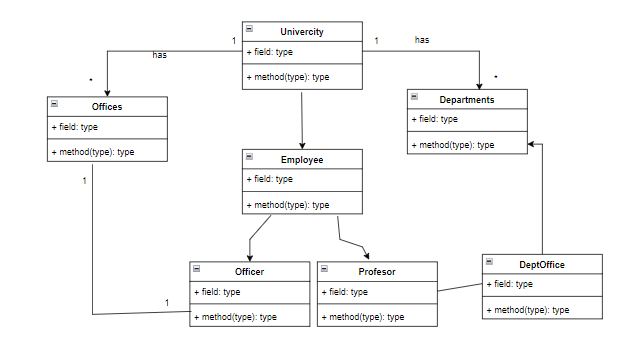 Univercity
+ field: type
+ method(type): type
1
has
*
1
has
*
Offices
+ field: type
+ method(type): type
Departments
+ field: type
+ method(type): type
1
Employee
+ field: type
+ method(type): type
Officer
+ field: type
+ method(type): type
1
Profesor
+ field: type
+ method(type): type
DeptOffice
+ field: type
+ method(type): type